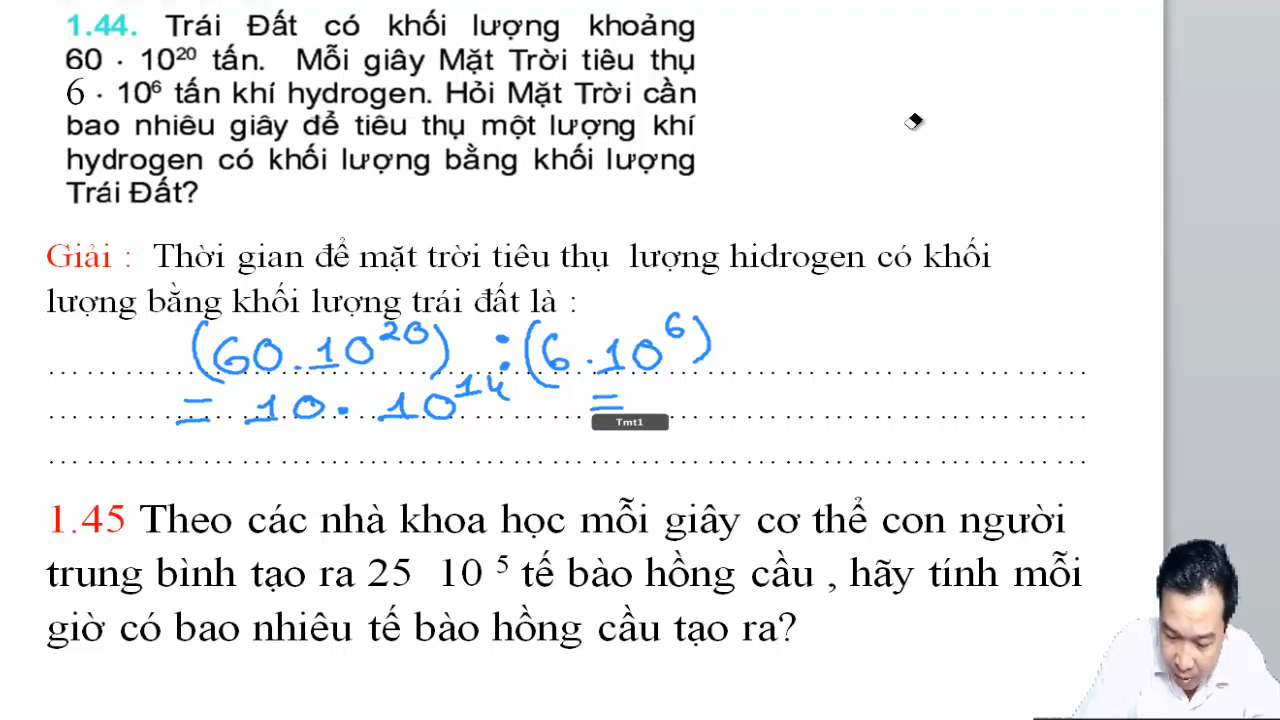 1.44. Trái Đất có khối lượng khoảng
60 · 10²⁰ tấn. Mỗi giây Mặt Trời tiêu thụ
6 · 10⁶ tấn khí hydrogen. Hỏi Mặt Trời cần
bao nhiêu giây để tiêu thụ một lượng khí
hydrogen có khối lượng bằng khối lượng
Trái Đất?
Giải : Thời gian để mặt trời tiêu thụ lượng hidrogen có khối
lượng bằng khối lượng trái đất là :
(60.10²⁰) : (6.10⁶)
= 10. 10¹⁴ =
Tmt1
1.45 Theo các nhà khoa học mỗi giây cơ thể con người
trung bình tạo ra 25 10 ⁵ tế bào hồng cầu , hãy tính mỗi
giờ có bao nhiêu tế bào hồng cầu tạo ra?